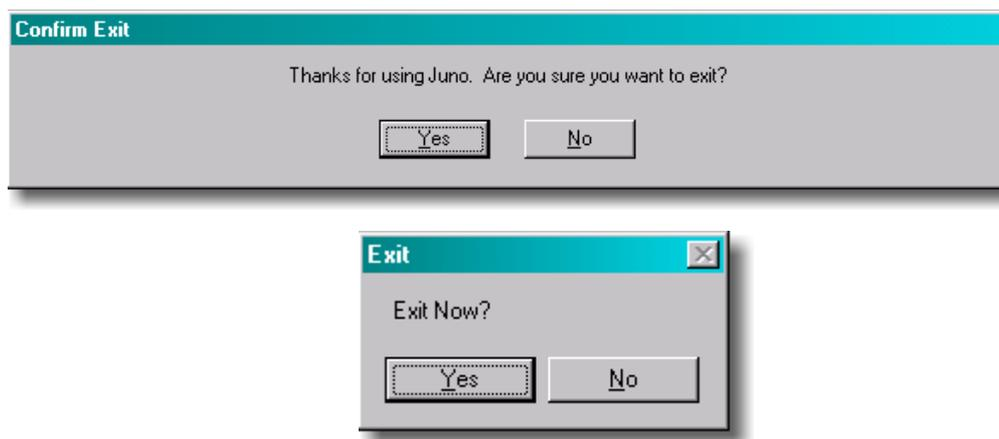 Confirm Exit
Thanks for using Juno.  Are you sure you want to exit?
Yes No
Exit
Exit Now?
Yes No